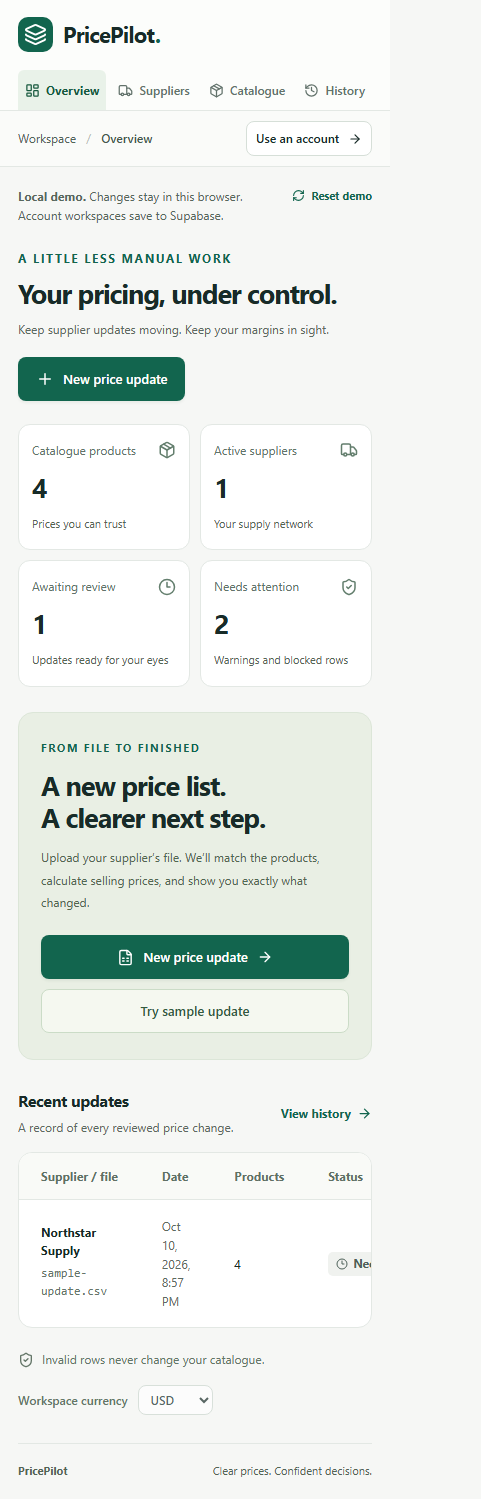 PricePilot.
Overview Suppliers Catalogue History
Workspace / Overview Use an account →
Local demo. Changes stay in this browser.
Account workspaces save to Supabase.
Reset demo
A LITTLE LESS MANUAL WORK
Your pricing, under control.
Keep supplier updates moving. Keep your margins in sight.
+ New price update
Catalogue products
4
Prices you can trust
Active suppliers
1
Your supply network
Awaiting review
1
Updates ready for your eyes
Needs attention
2
Warnings and blocked rows
FROM FILE TO FINISHED
A new price list.
A clearer next step.
Upload your supplier's file. We'll match the products,
calculate selling prices, and show you exactly what
changed.
New price update →
Try sample update
Recent updates
A record of every reviewed price change.
View history →
Supplier / file Date Products Status
Northstar
Supply
sample-
update.csv
Oct
10,
2026,
8:57
PM
4
Invalid rows never change your catalogue.
Workspace currency USD
PricePilot Clear prices. Confident decisions.